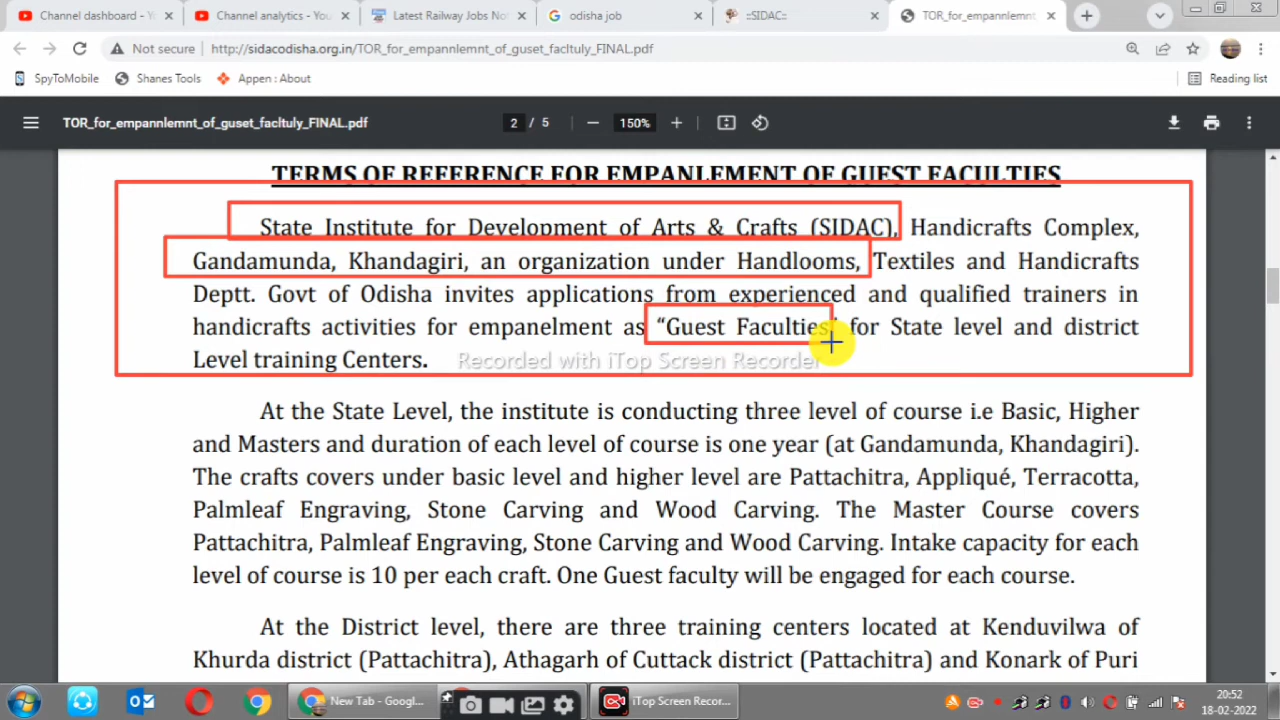 Channel dashboard - Y
Channel analytics - You
Latest Railway Jobs No
odisha job
::SIDAC::
TOR_for_empannlemnt
Not secure
http://sidacodisha.org.in/TOR_for_empannlemnt_of_guset_facltuly_FINAL.pdf
SpyToMobile
Shanes Tools
Appen : About
Reading list
TOR_for_empannlemnt_of_guset_facltuly_FINAL.pdf
2 / 5
150%
TERMS OF REFERENCE FOR EMPANLEMENT OF GUEST FACULTIES
State Institute for Development of Arts & Crafts (SIDAC), Handicrafts Complex,
Gandamunda, Khandagiri, an organization under Handlooms, Textiles and Handicrafts
Deptt. Govt of Odisha invites applications from experienced and qualified trainers in
handicrafts activities for empanelment as “Guest Faculties” for State level and district
Level training Centers.
Recorded with iTop Screen Recorder
At the State Level, the institute is conducting three level of course i.e Basic, Higher
and Masters and duration of each level of course is one year (at Gandamunda, Khandagiri).
The crafts covers under basic level and higher level are Pattachitra, Appliqué, Terracotta,
Palmleaf Engraving, Stone Carving and Wood Carving. The Master Course covers
Pattachitra, Palmleaf Engraving, Stone Carving and Wood Carving. Intake capacity for each
level of course is 10 per each craft. One Guest faculty will be engaged for each course.
At the District level, there are three training centers located at Kenduvilwa of
Khurda district (Pattachitra), Athagarh of Cuttack district (Pattachitra) and Konark of Puri
New Tab - Googl...
iTop Screen Recor...
20:52
18-02-2022